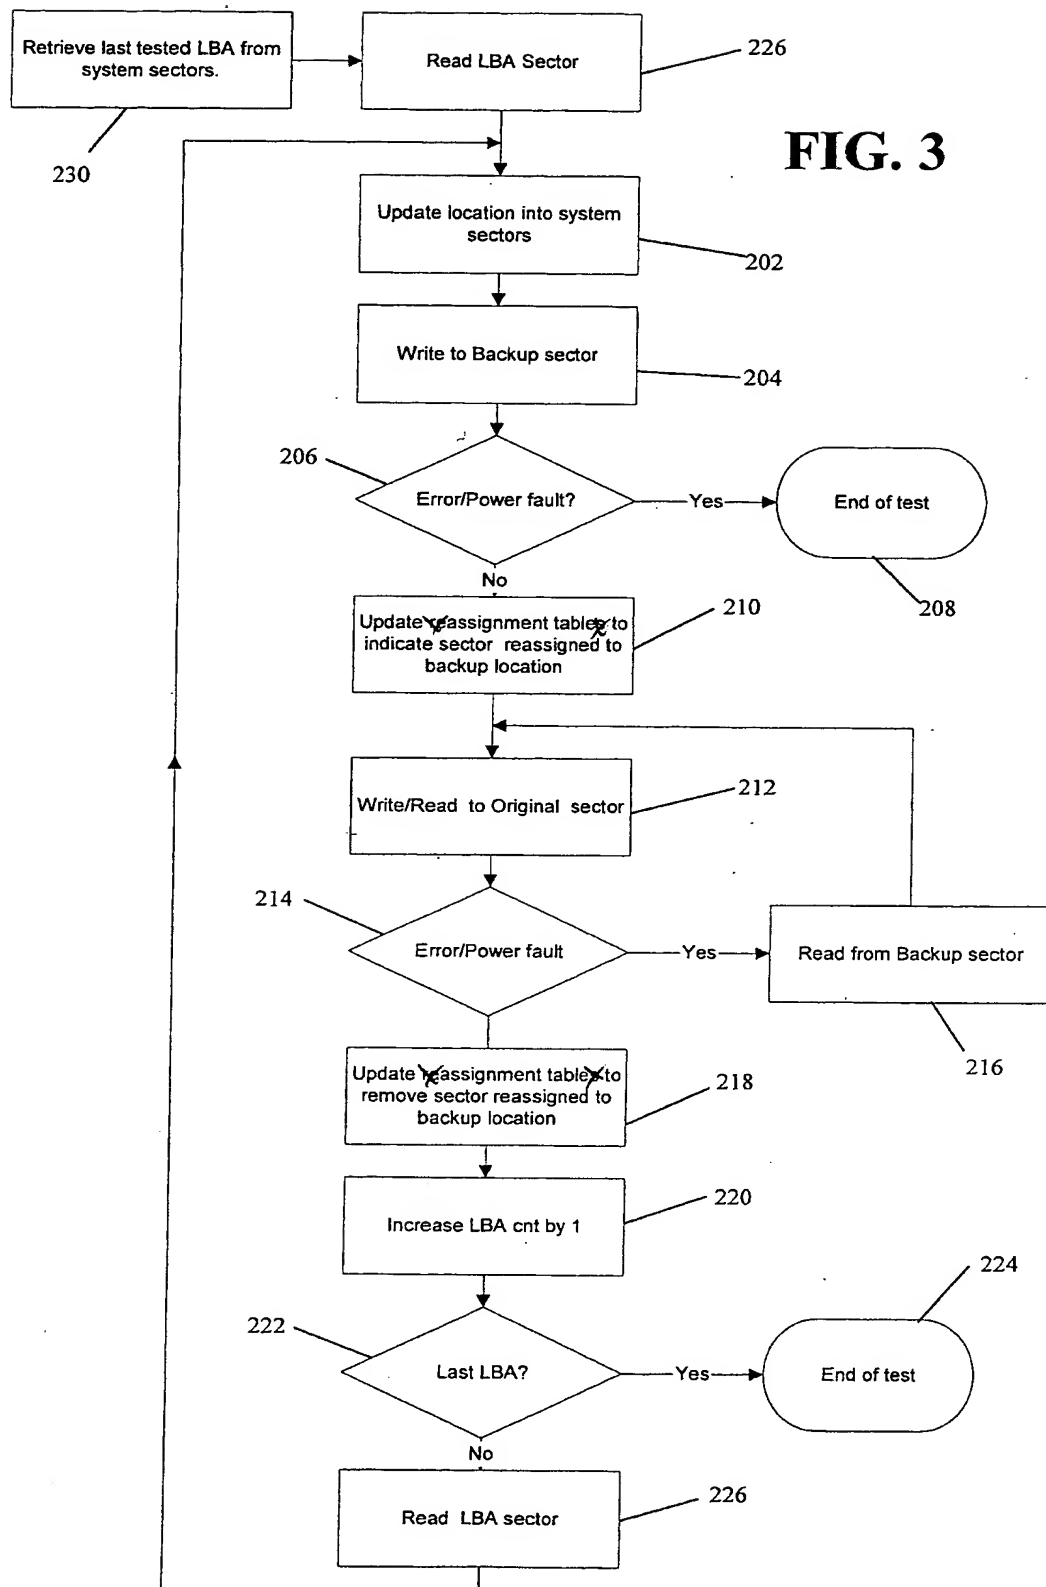 Retrieve last tested LBA from
system sectors.
Read LBA Sector
226
FIG. 3
230
Update location into system
sectors
202
Write to Backup sector
204
206
Error/Power fault?
Yes
End of test
208
No
Update reassignment tables to
indicate sector reassigned to
backup location
210
Write/Read to Original sector
212
214
Error/Power fault
Yes
Read from Backup sector
216
Update reassignment tables to
remove sector reassigned to
backup location
218
Increase LBA cnt by 1
220
222
Last LBA?
Yes
End of test
224
No
Read LBA sector
226